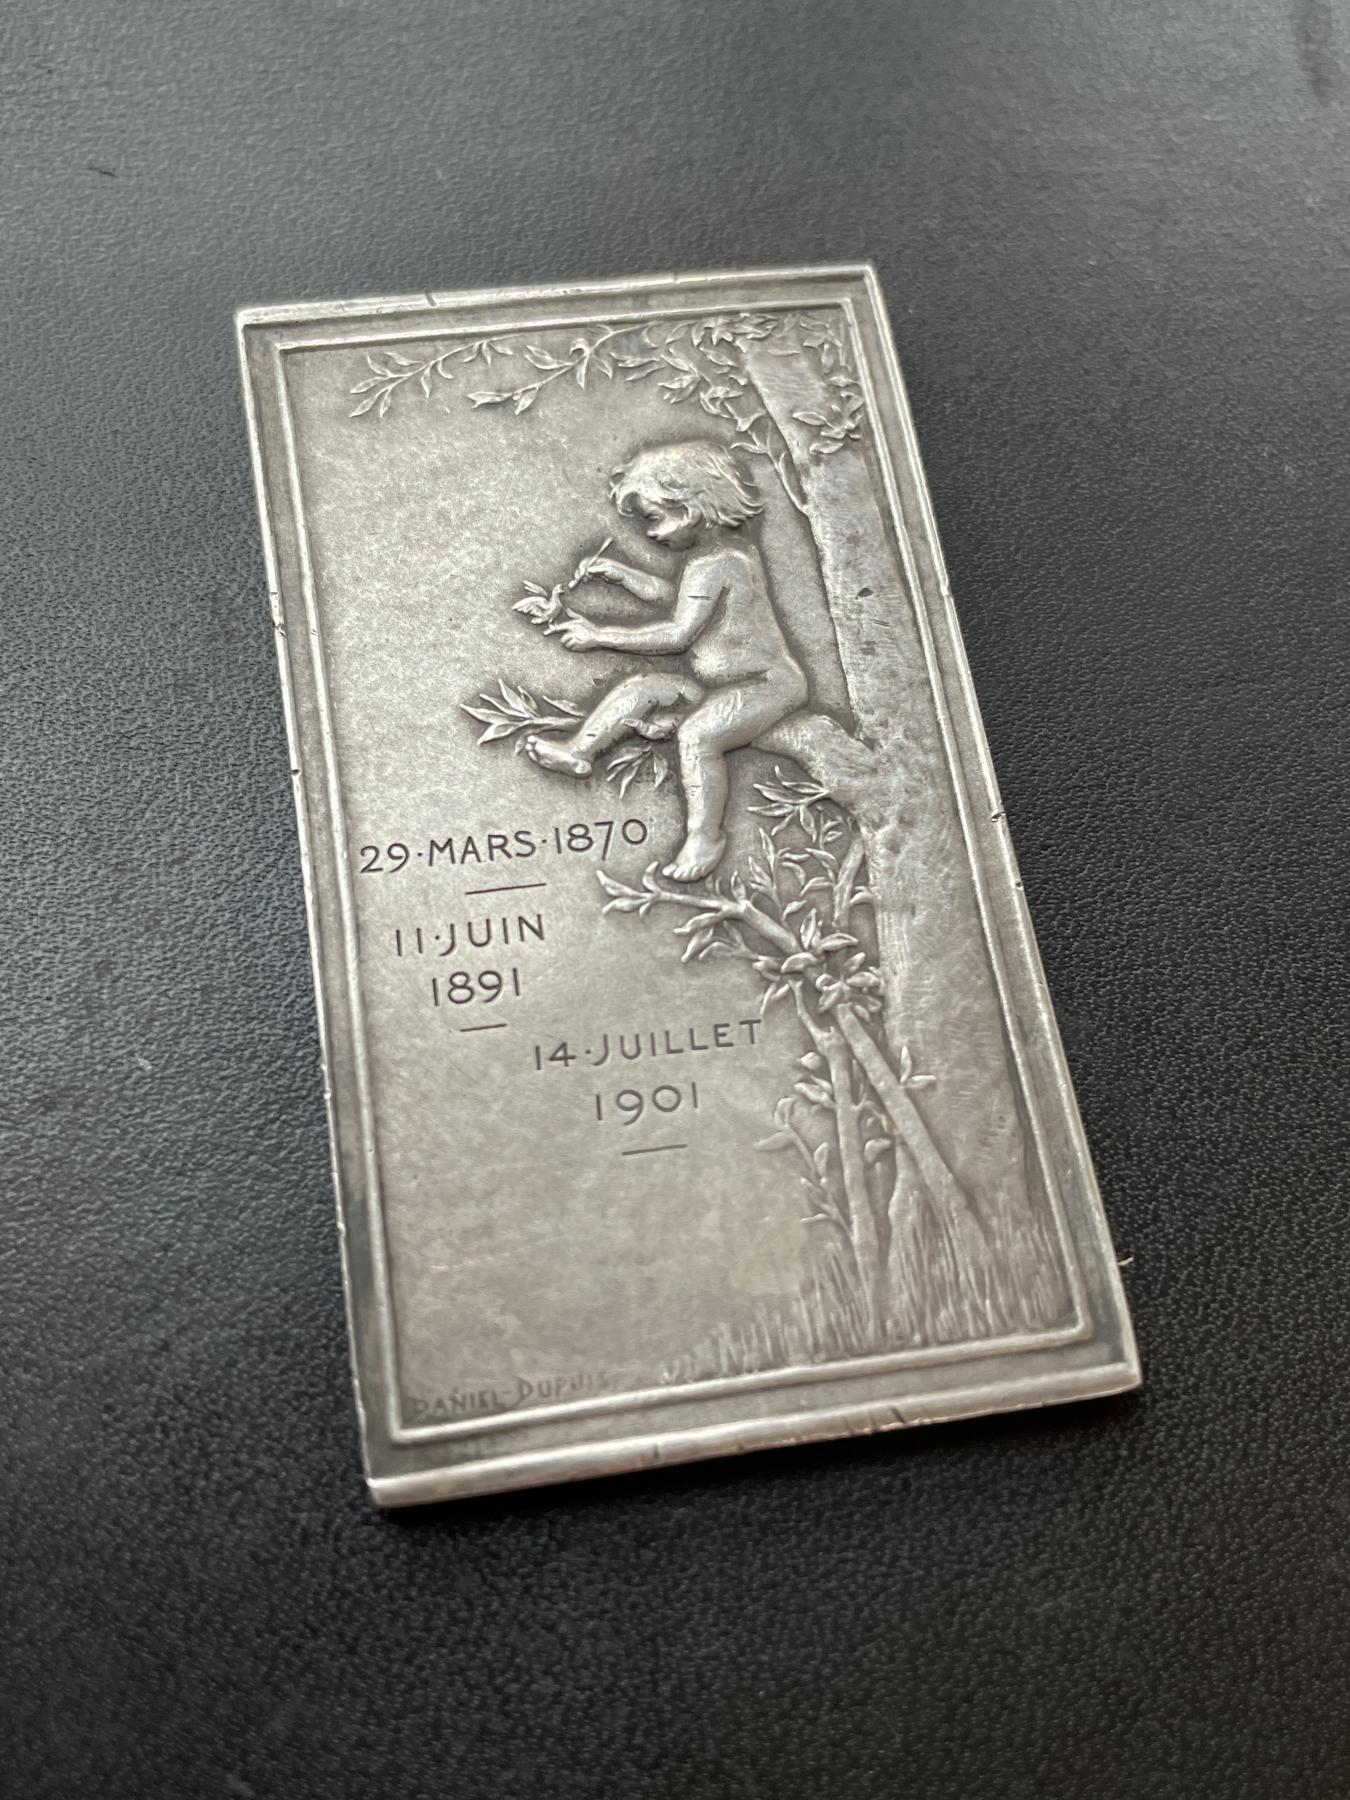 29·MARS·1870
11·JUIN
1891
14·JUILLET
1901
DANIEL-DUPUIS